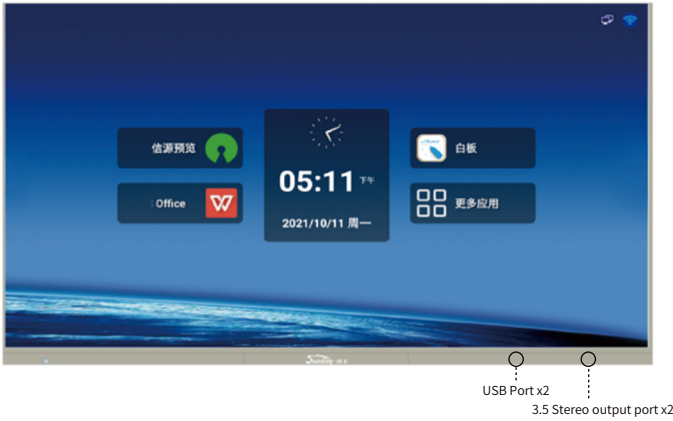 信源预览
白板
05:11 下午
: Office
更多应用
2021/10/11 周一
USB Port x2
3.5 Stereo output port x2